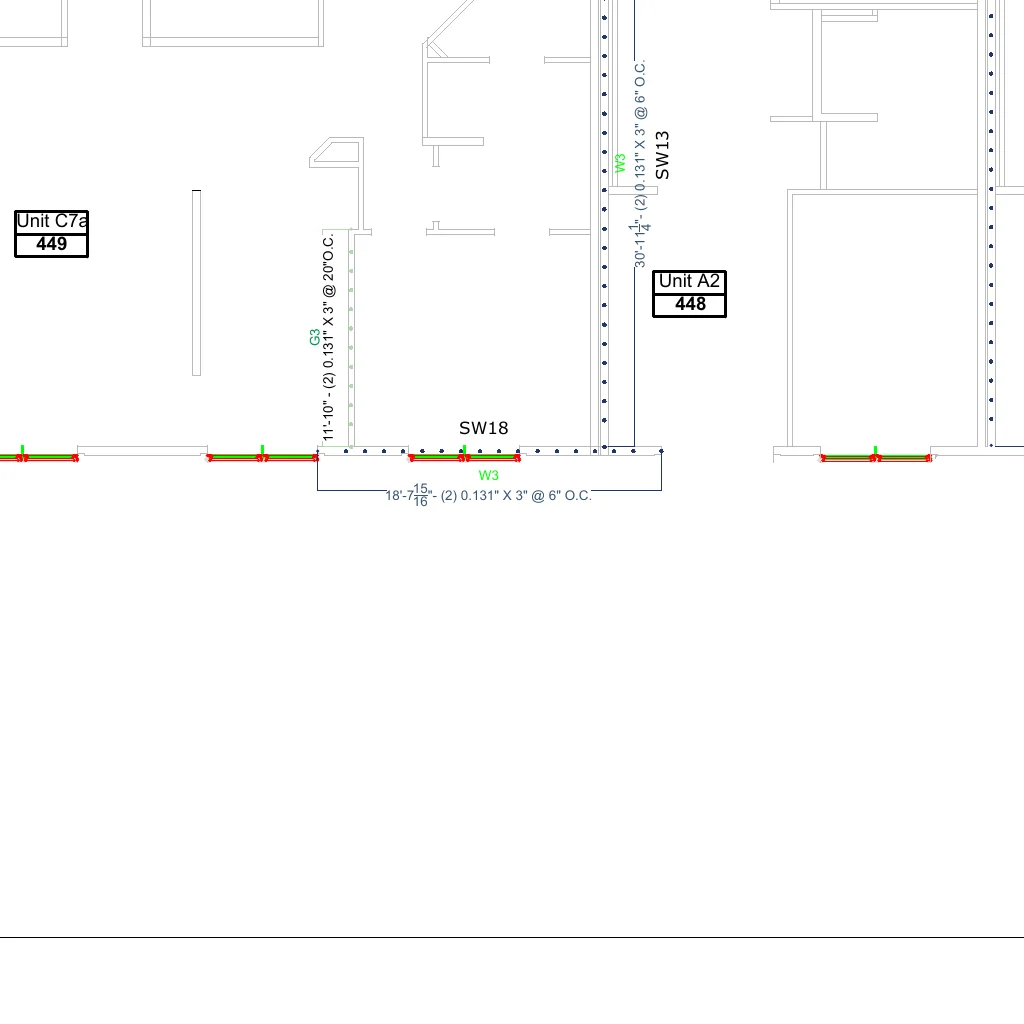 Unit C7a
449
G3
11'-10" - (2) 0.131" X 3" @ 20"O.C.
W3
30'-11 1/4"- (2) 0.131" X 3" @ 6" O.C.
SW13
Unit A2
448
SW18
W3
18'-7 15/16"- (2) 0.131" X 3" @ 6" O.C.